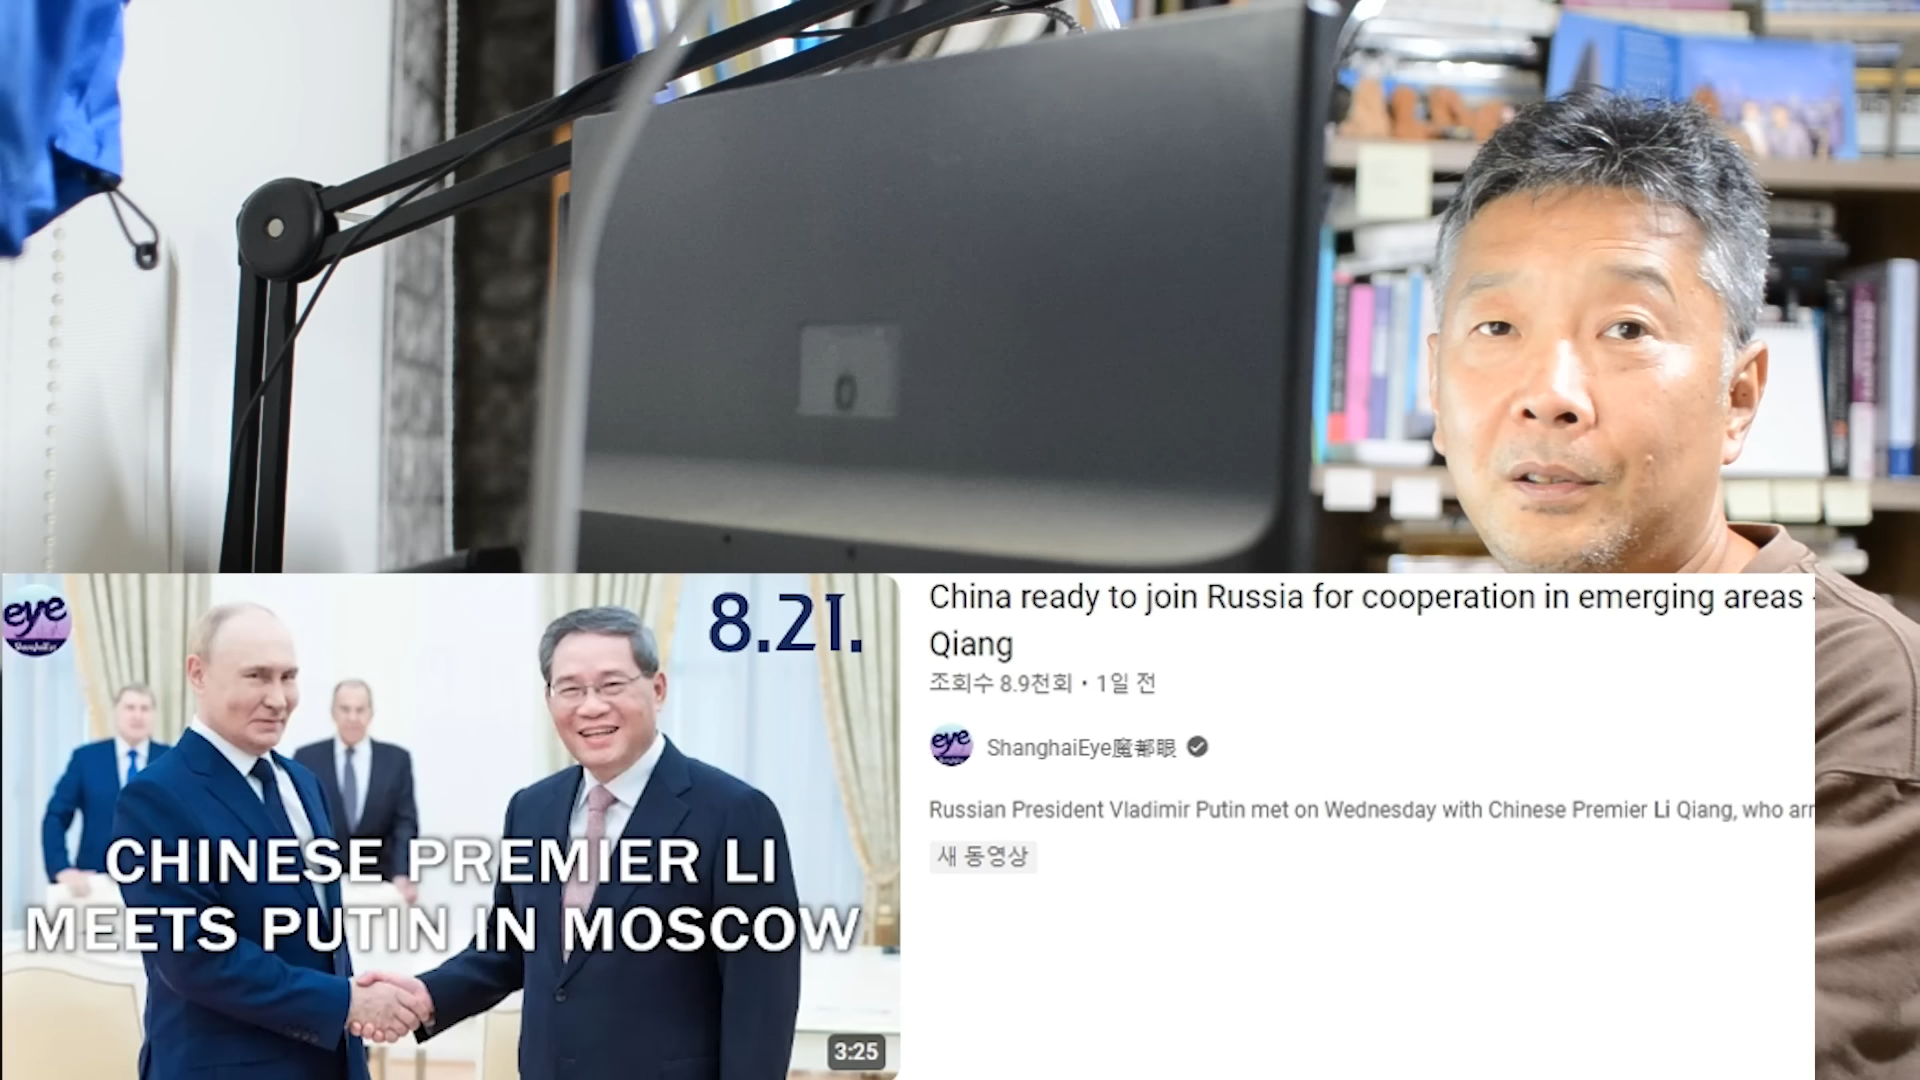 eye
ShanghaiEye
8.21.
CHINESE PREMIER LI
MEETS PUTIN IN MOSCOW
3:25
China ready to join Russia for cooperation in emerging areas
Qiang
조회수 8.9천회 • 1일 전
eye
ShanghaiEye魔都眼
Russian President Vladimir Putin met on Wednesday with Chinese Premier Li Qiang, who arr
새 동영상